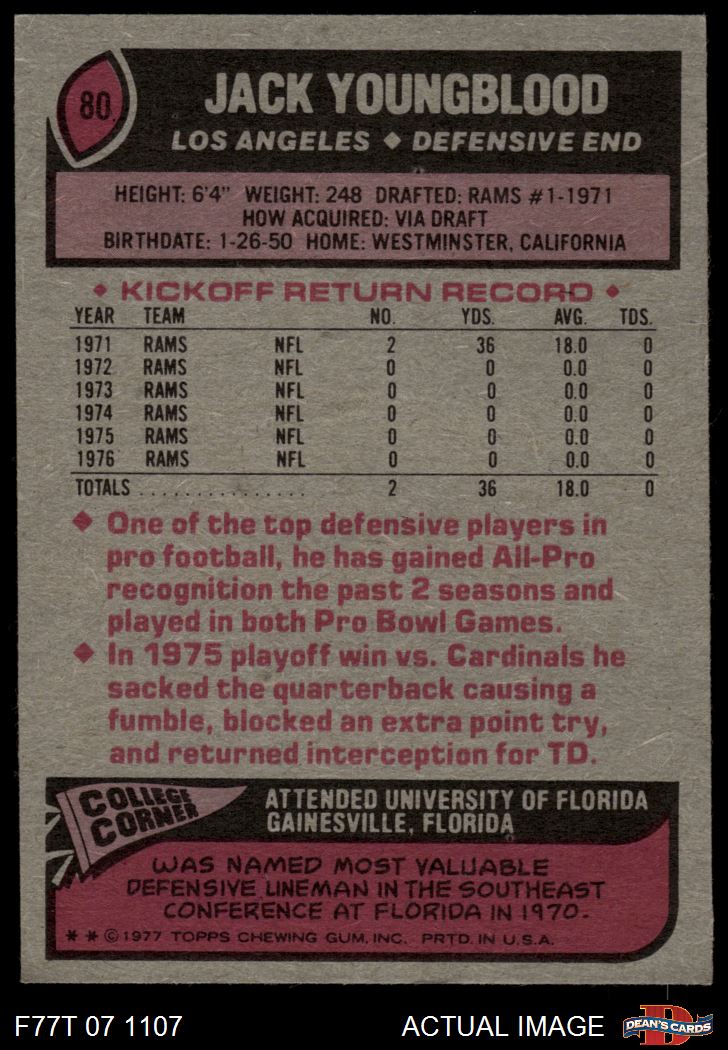 80
JACK YOUNGBLOOD
LOS ANGELES ◆ DEFENSIVE END
HEIGHT: 6'4" WEIGHT: 248 DRAFTED: RAMS #1-1971
HOW ACQUIRED: VIA DRAFT
BIRTHDATE: 1-26-50 HOME: WESTMINSTER, CALIFORNIA
◆ KICKOFF RETURN RECORD ◆
YEAR TEAM NO. YDS. AVG. TDS.
1971 RAMS NFL 2 36 18.0 0
1972 RAMS NFL 0 0 0.0 0
1973 RAMS NFL 0 0 0.0 0
1974 RAMS NFL 0 0 0.0 0
1975 RAMS NFL 0 0 0.0 0
1976 RAMS NFL 0 0 0.0 0
TOTALS . . . . . . . . . . . . . . . . 2 36 18.0 0
◆ One of the top defensive players in
pro football, he has gained All-Pro
recognition the past 2 seasons and
played in both Pro Bowl Games.
◆ In 1975 playoff win vs. Cardinals he
sacked the quarterback causing a
fumble, blocked an extra point try,
and returned interception for TD.
COLLEGE
CORNER
ATTENDED UNIVERSITY OF FLORIDA
GAINESVILLE, FLORIDA
WAS NAMED MOST VALUABLE
DEFENSIVE LINEMAN IN THE SOUTHEAST
CONFERENCE AT FLORIDA IN 1970.
* * © 1977 TOPPS CHEWING GUM, INC. PRTD. IN U.S.A.
F77T 07 1107
ACTUAL IMAGE
D
DEAN'S CARDS